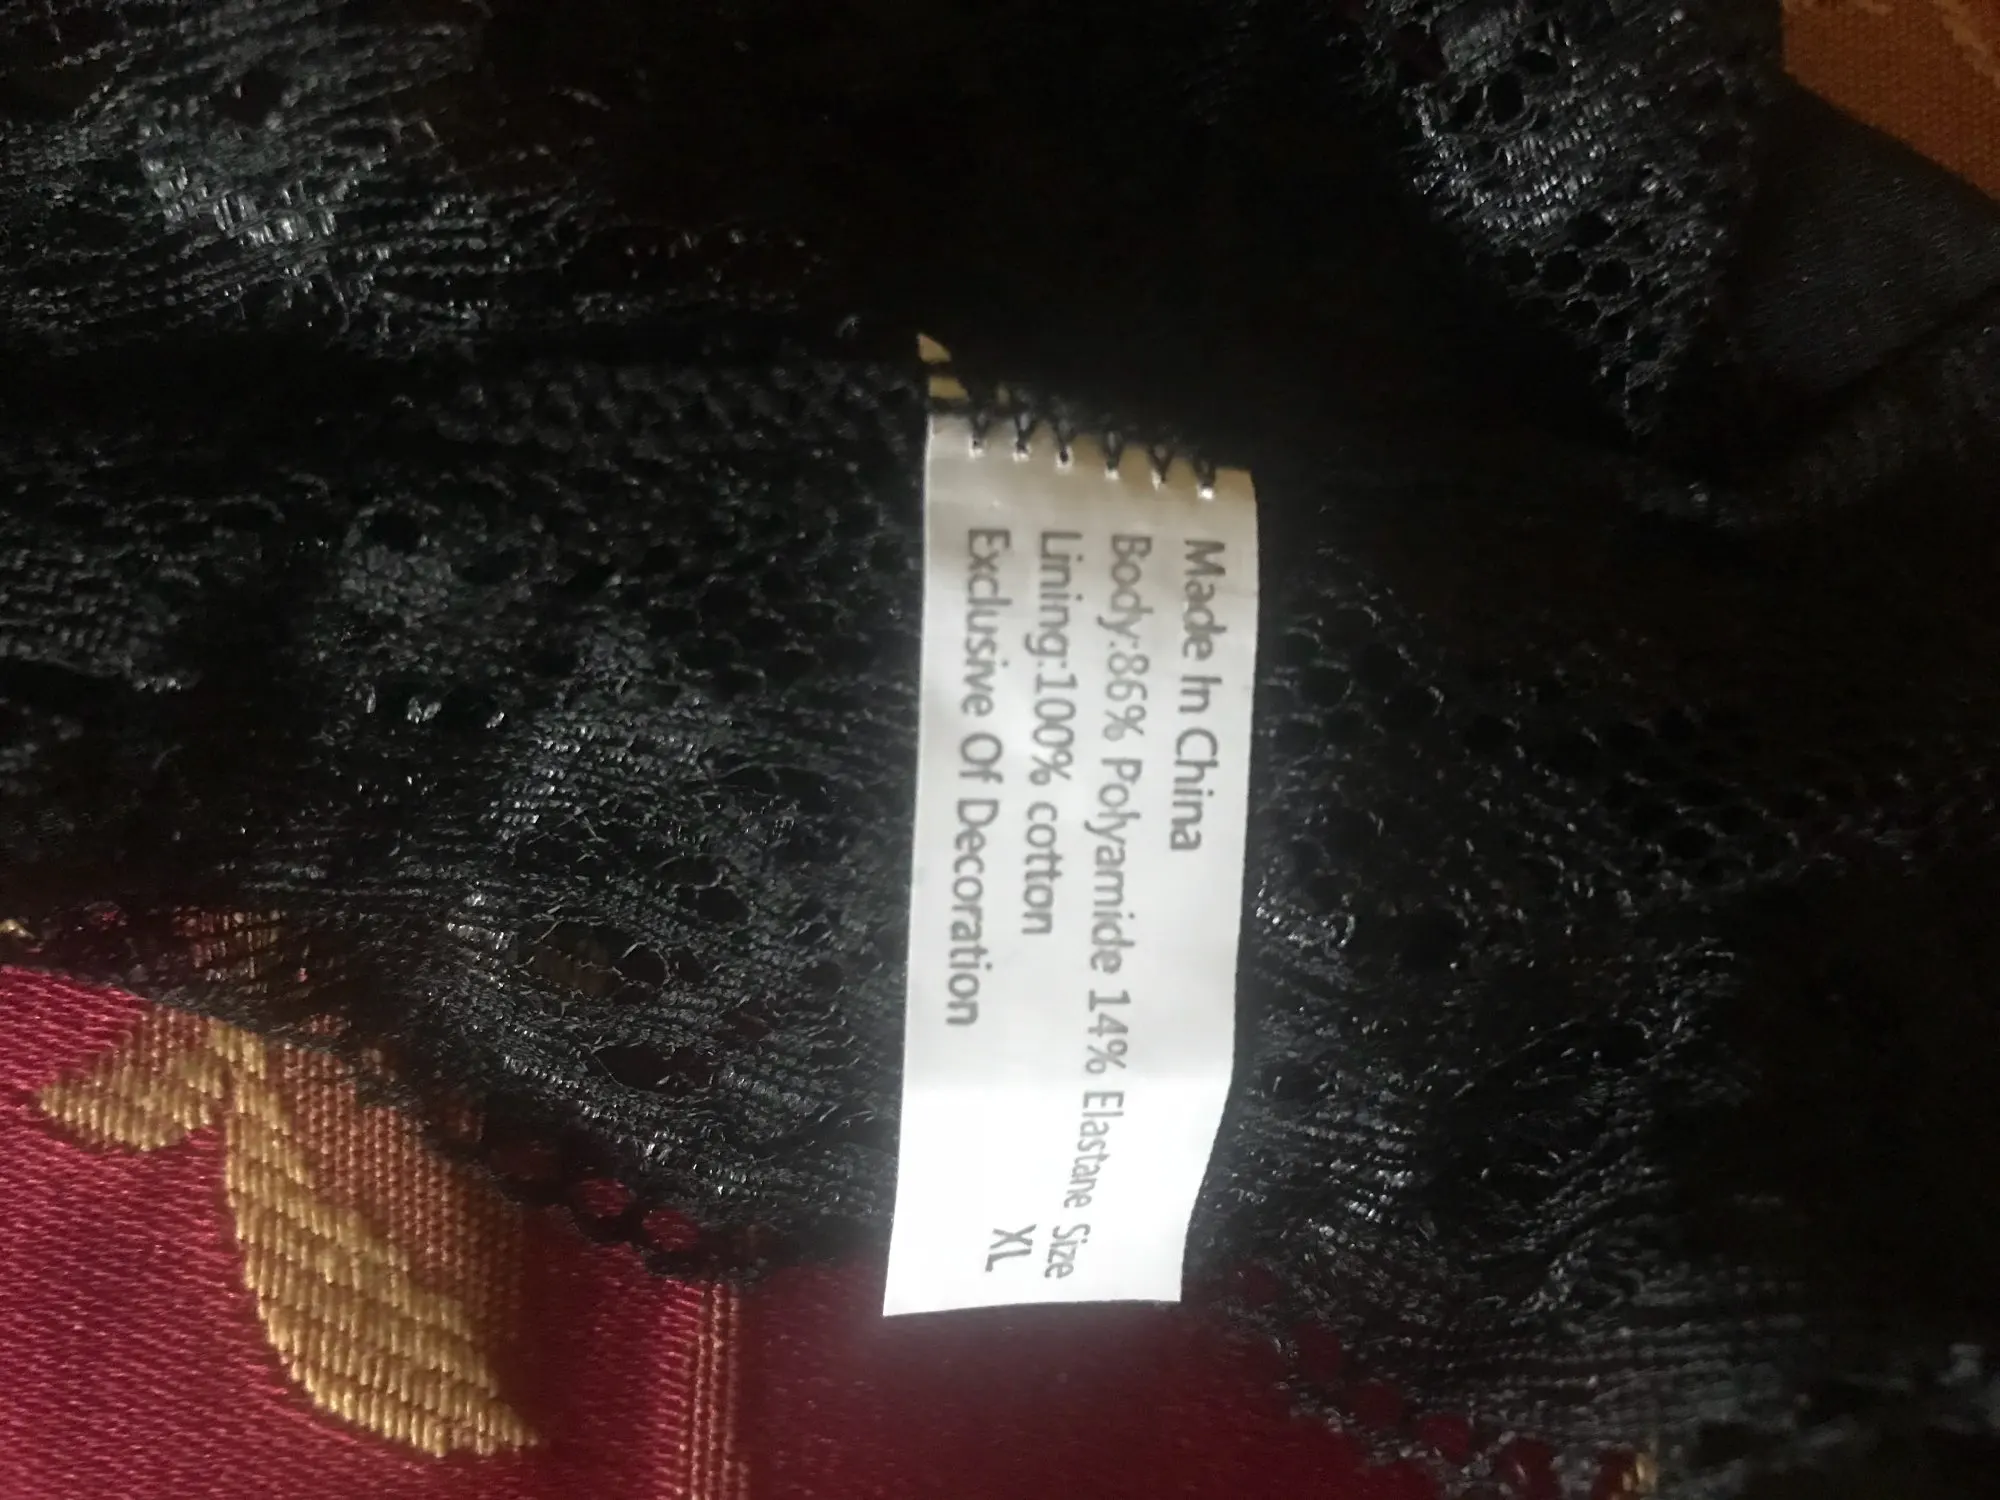 Made In China
Body:86% Polyamide 14% Elastane Size
Lining:100% cotton XL
Exclusive Of Decoration